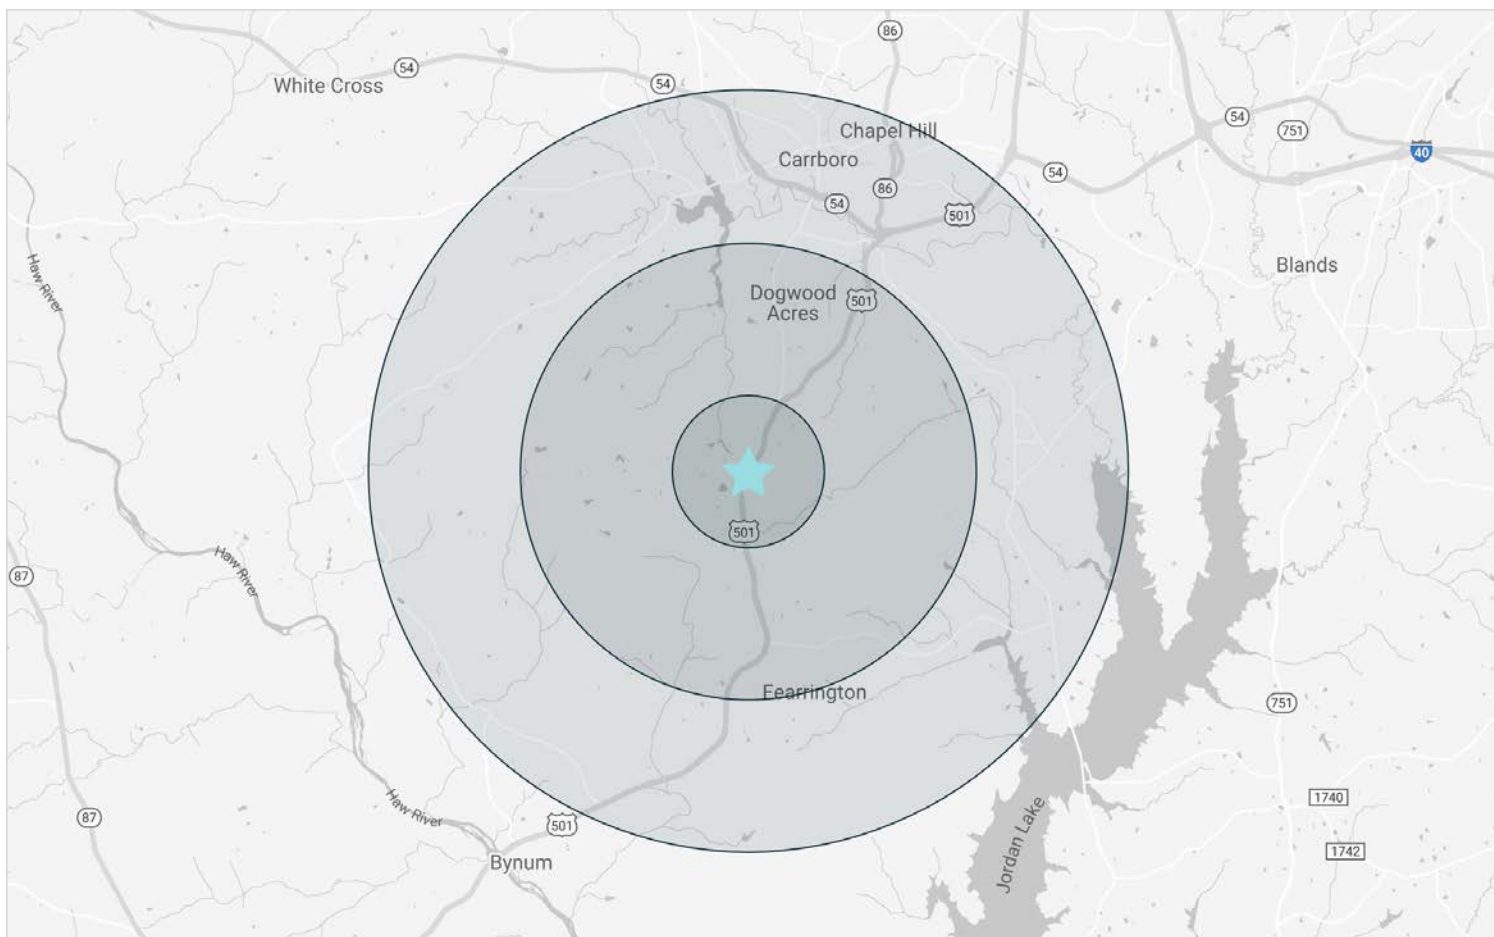 86
54
54
White Cross
54
751
Chapel Hill
40
Carrboro
54
86
54
501
Blands
Haw River
Dogwood
Acres
501
501
Haw River
87
Fearrington
751
1740
Haw River
87
501
Jordan Lake
1742
Bynum